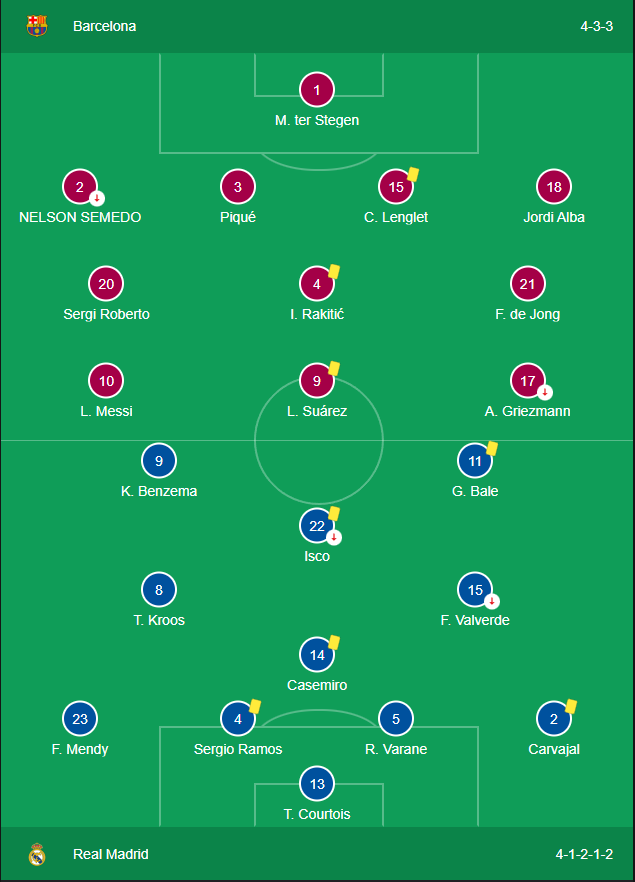 Barcelona 4-3-3
1
M. ter Stegen
2 3 15 18
NELSON SEMEDO Piqué C. Lenglet Jordi Alba
20 4 21
Sergi Roberto I. Rakitić F. de Jong
10 9 17
L. Messi L. Suárez A. Griezmann
9 11
K. Benzema G. Bale
22
Isco
8 15
T. Kroos F. Valverde
14
Casemiro
23 4 5 2
F. Mendy Sergio Ramos R. Varane Carvajal
13
T. Courtois
Real Madrid 4-1-2-1-2